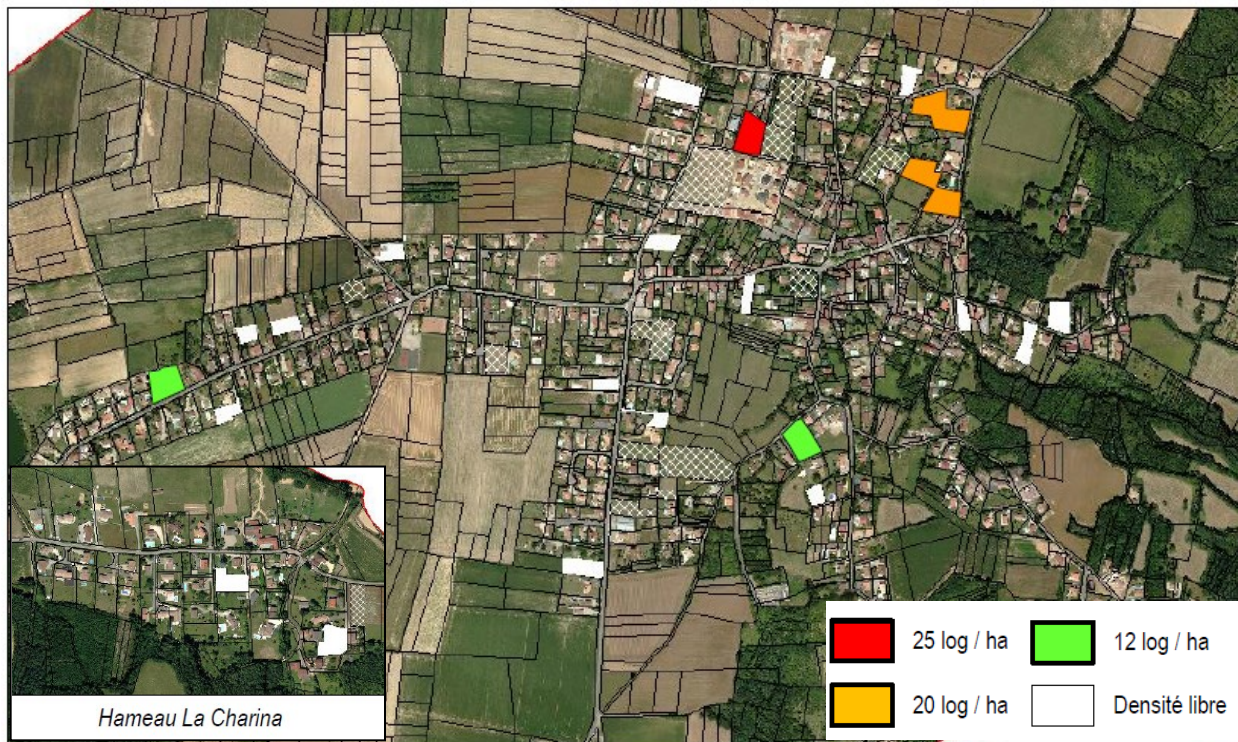 Hameau La Charina
25 log / ha
12 log / ha
20 log / ha
Densité libre